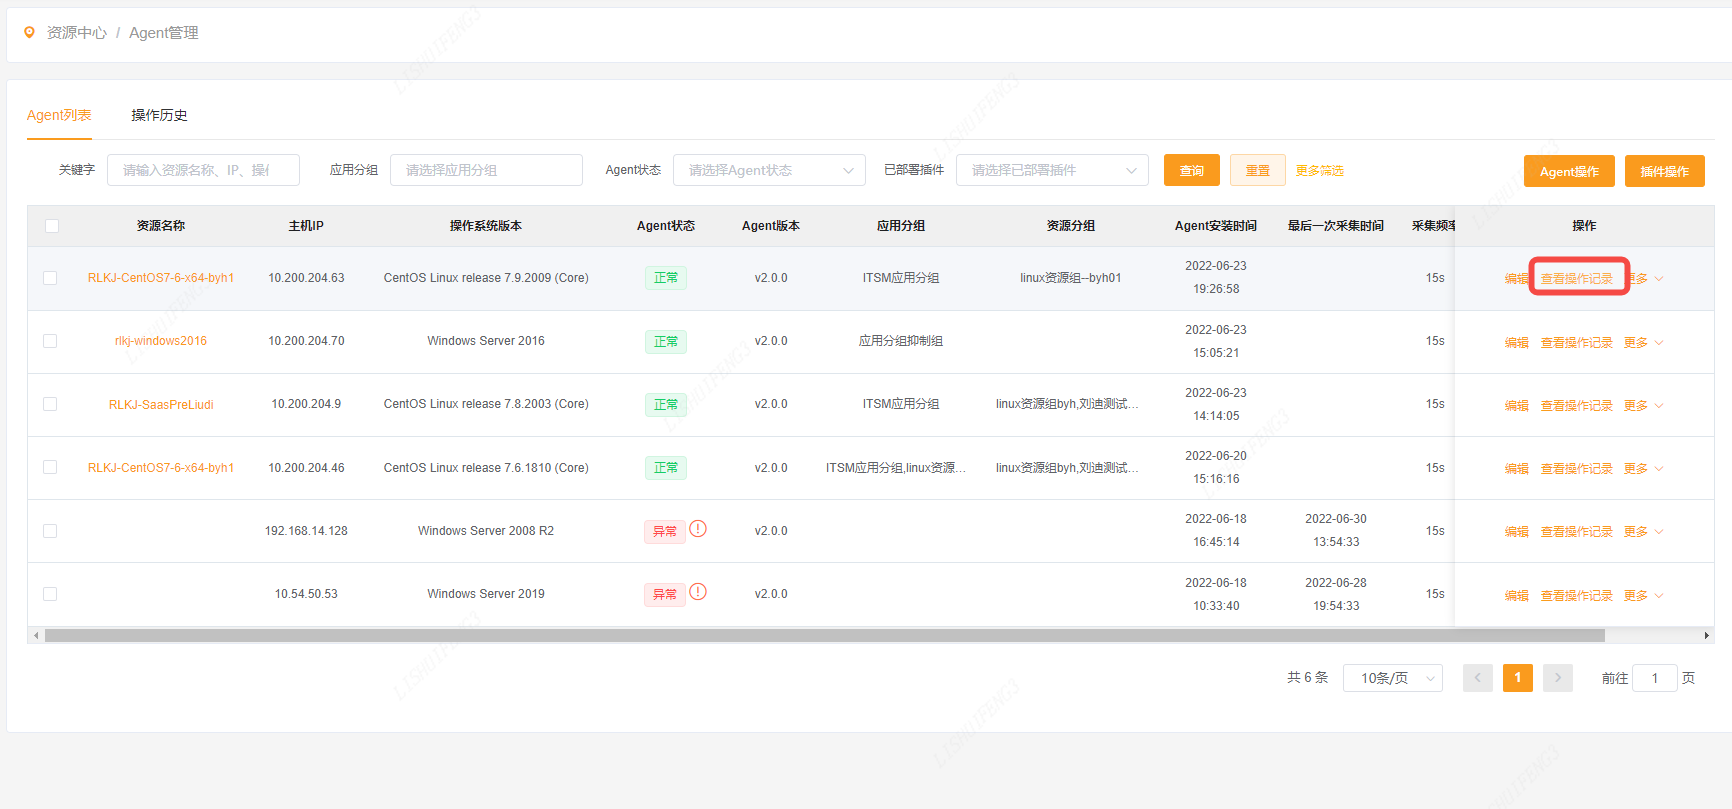 资源中心 / Agent管理
Agent列表 操作历史
关键字 请输入资源名称、IP、操作 应用分组 请选择应用分组 Agent状态 请选择Agent状态 已部署插件 请选择已部署插件 查询 重置 更多筛选 Agent操作 插件操作
资源名称 主机IP 操作系统版本 Agent状态 Agent版本 应用分组 资源分组 Agent安装时间 最后一次采集时间 采集频率 操作
RLKJ-CentOS7-6-x64-byh1 10.200.204.63 CentOS Linux release 7.9.2009 (Core) 正常 v2.0.0 ITSM应用分组 linux资源组--byh01 2022-06-23 19:26:58 15s 编辑 查看操作记录 更多
rlkj-windows2016 10.200.204.70 Windows Server 2016 正常 v2.0.0 应用分组抑制组 2022-06-23 15:05:21 15s 编辑 查看操作记录 更多
RLKJ-SaasPreLiudi 10.200.204.9 CentOS Linux release 7.8.2003 (Core) 正常 v2.0.0 ITSM应用分组 linux资源组byh,刘迪测试... 2022-06-23 14:14:05 15s 编辑 查看操作记录 更多
RLKJ-CentOS7-6-x64-byh1 10.200.204.46 CentOS Linux release 7.6.1810 (Core) 正常 v2.0.0 ITSM应用分组,linux资源... linux资源组byh,刘迪测试... 2022-06-20 15:16:16 15s 编辑 查看操作记录 更多
192.168.14.128 Windows Server 2008 R2 异常 v2.0.0 2022-06-18 16:45:14 2022-06-30 13:54:33 15s 编辑 查看操作记录 更多
10.54.50.53 Windows Server 2019 异常 v2.0.0 2022-06-18 10:33:40 2022-06-28 19:54:33 15s 编辑 查看操作记录 更多
共 6 条 10条/页 1 前往 1 页
LISHUIFENG3